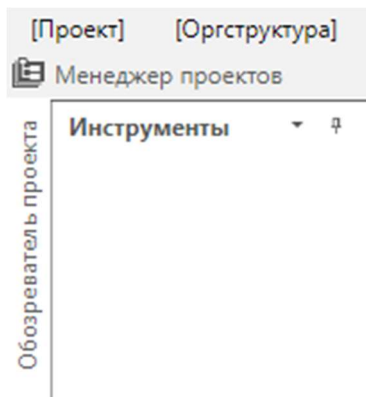 [Проект] [Оргструктура]
Менеджер проектов
Инструменты
Обозреватель проекта